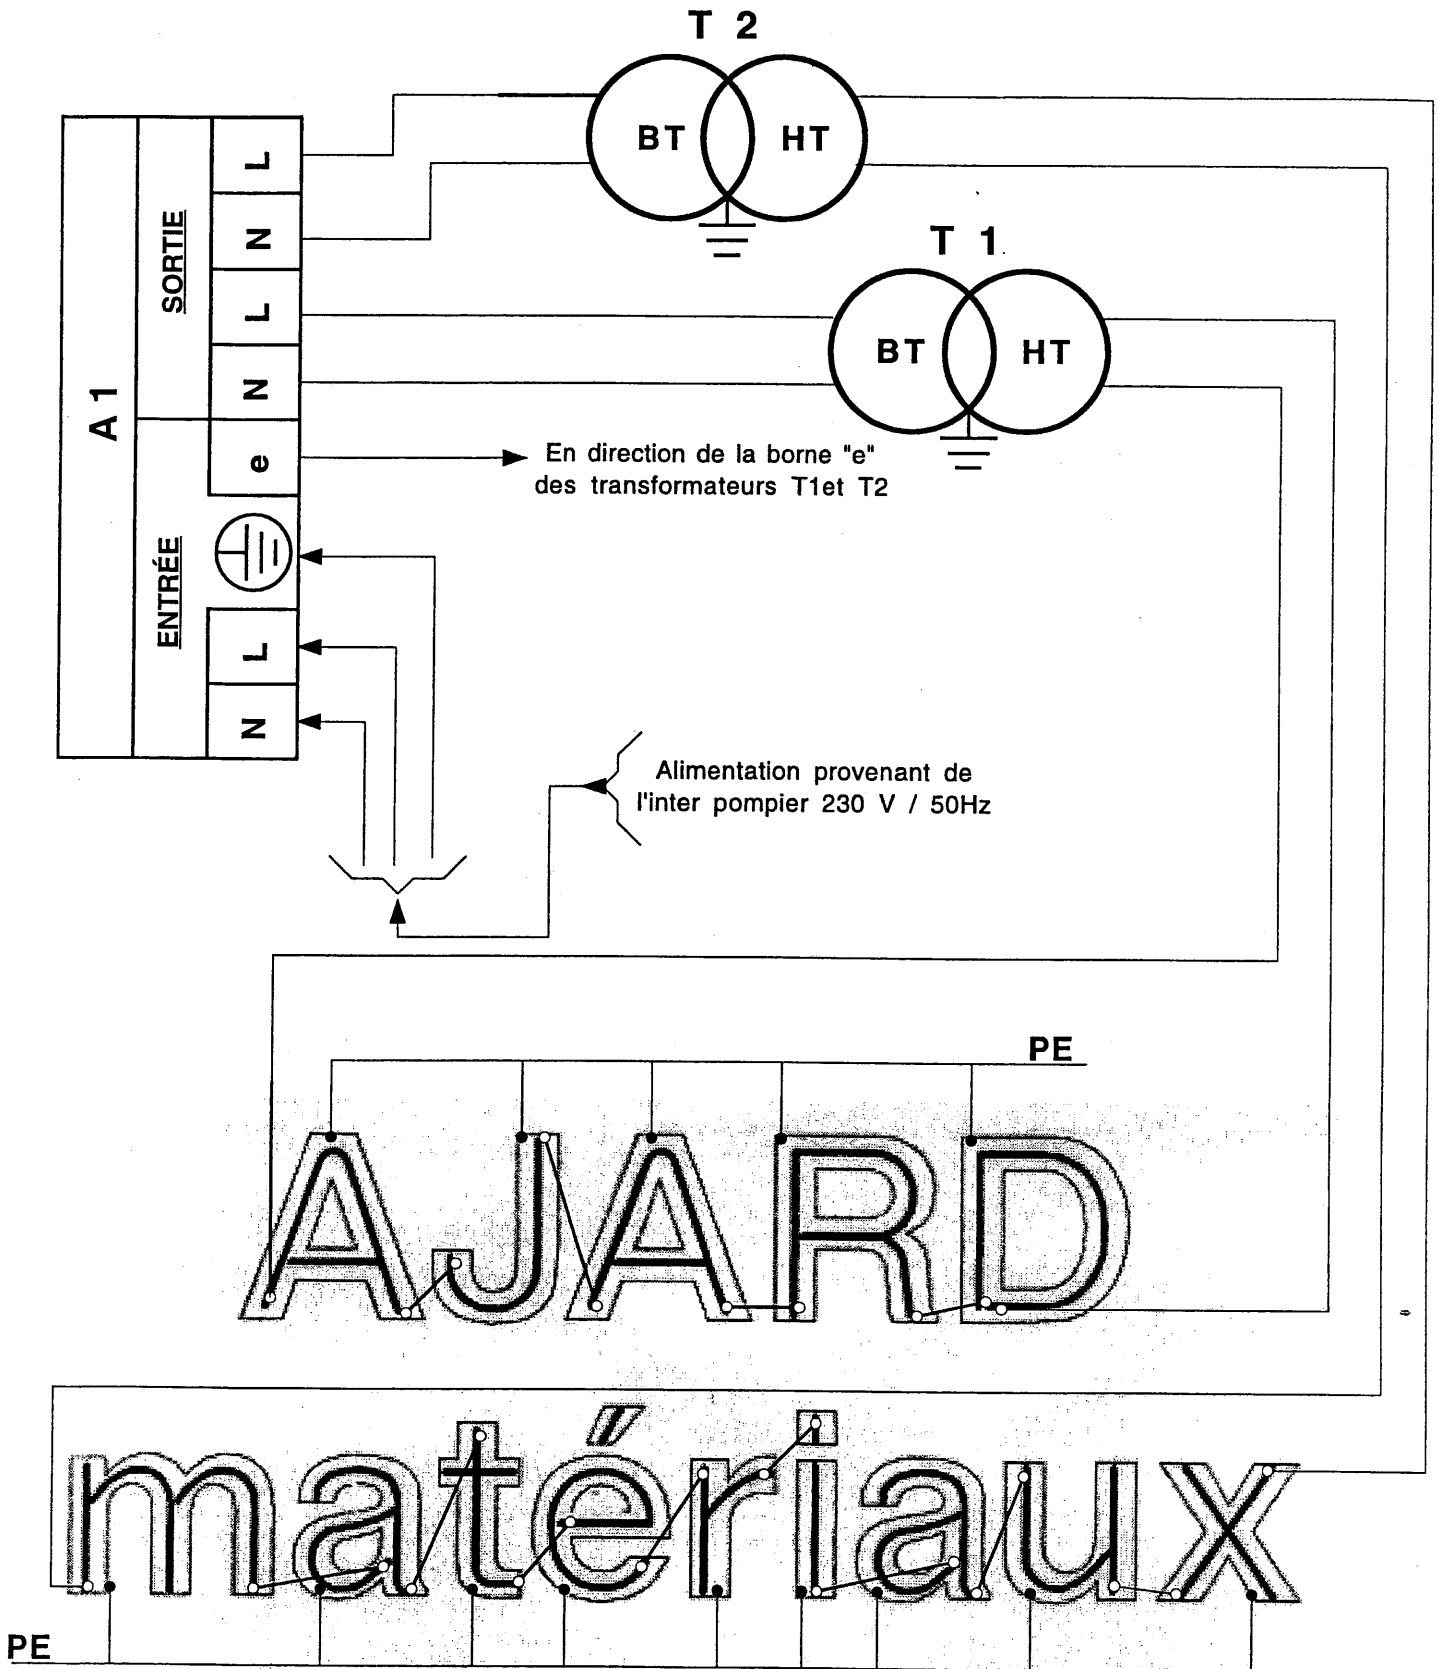 T 2
BT HT
T 1
BT HT
A1
SORTIE
L
N
L
N
e
ENTRÉE
L
N
En direction de la borne "e"
des transformateurs T1et T2
Alimentation provenant de
l'inter pompier 230 V / 50Hz
PE
AJARD
matériaux
PE